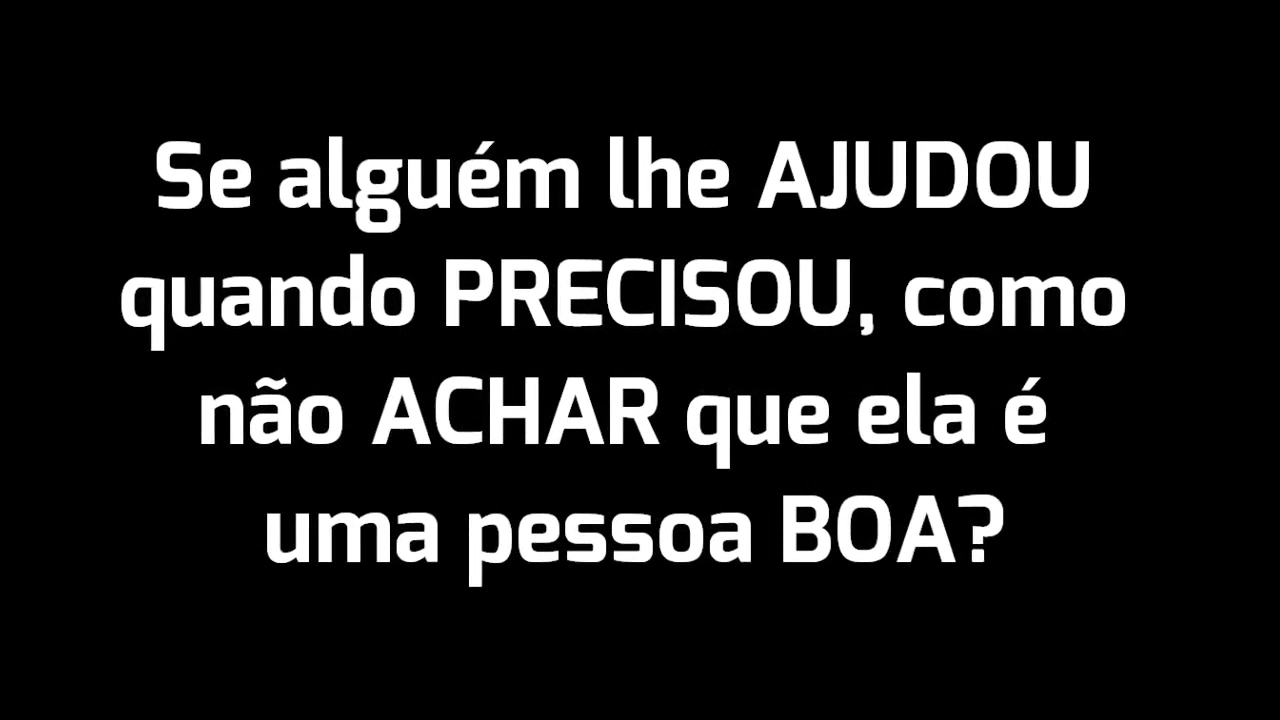 Se alguém lhe AJUDOU
quando PRECISOU, como
não ACHAR que ela é
uma pessoa BOA?